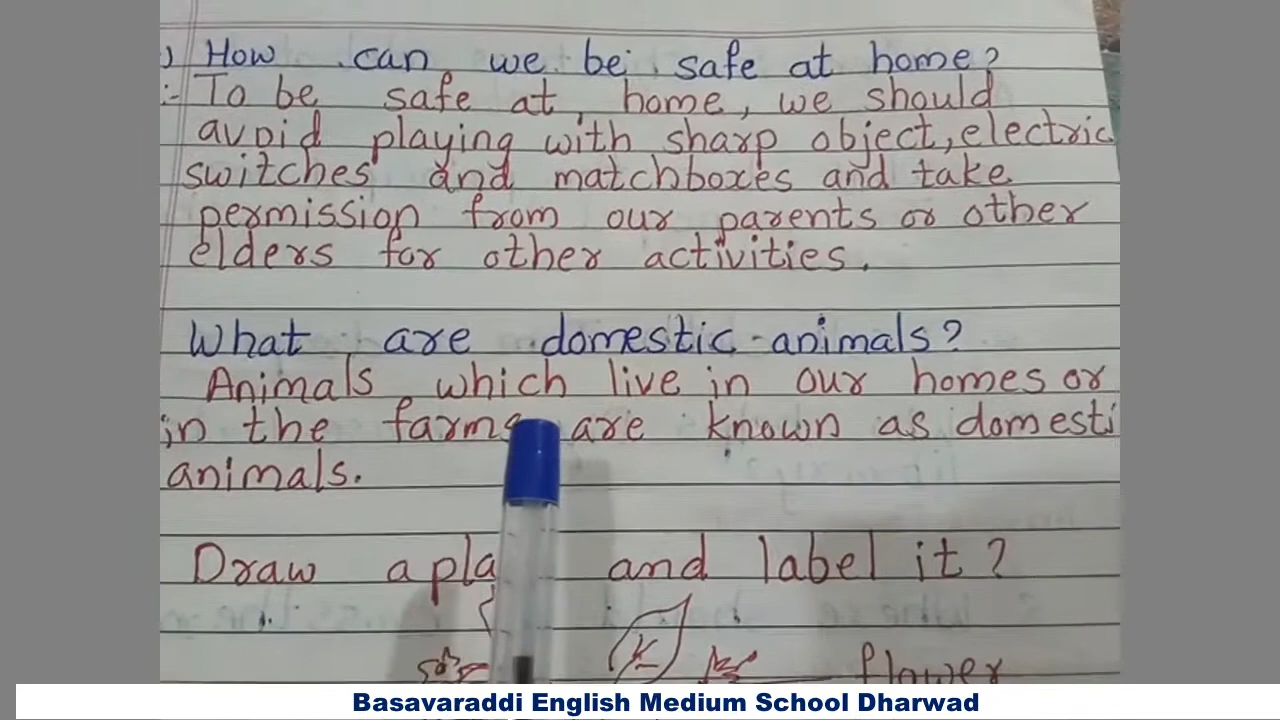 ) How can we be safe at home?
:- To be safe at home, we should
avoid playing with sharp object, electric
switches and matchboxes and take
permission from our parents or other
elders for other activities.
What are domestic animals?
Animals which live in our homes or
in the farms are known as domesti
animals.
Draw a pla and label it?
flower
Basavaraddi English Medium School Dharwad